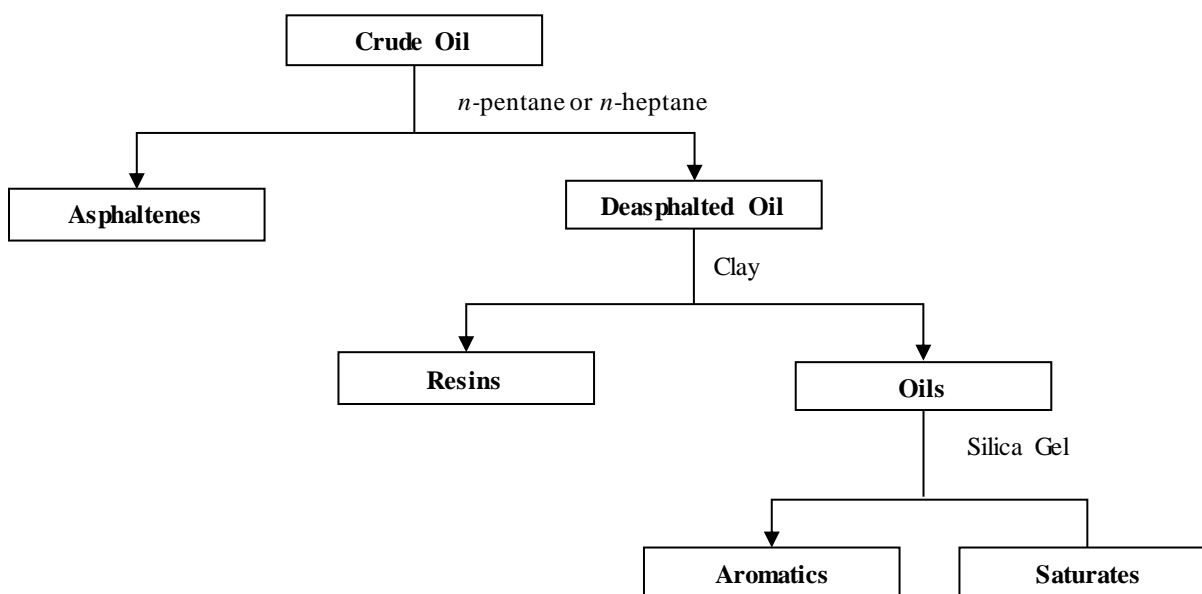 Crude Oil
n-pentane or n-heptane
Asphaltenes
Deasphalted Oil
Clay
Resins
Oils
Silica Gel
Aromatics
Saturates